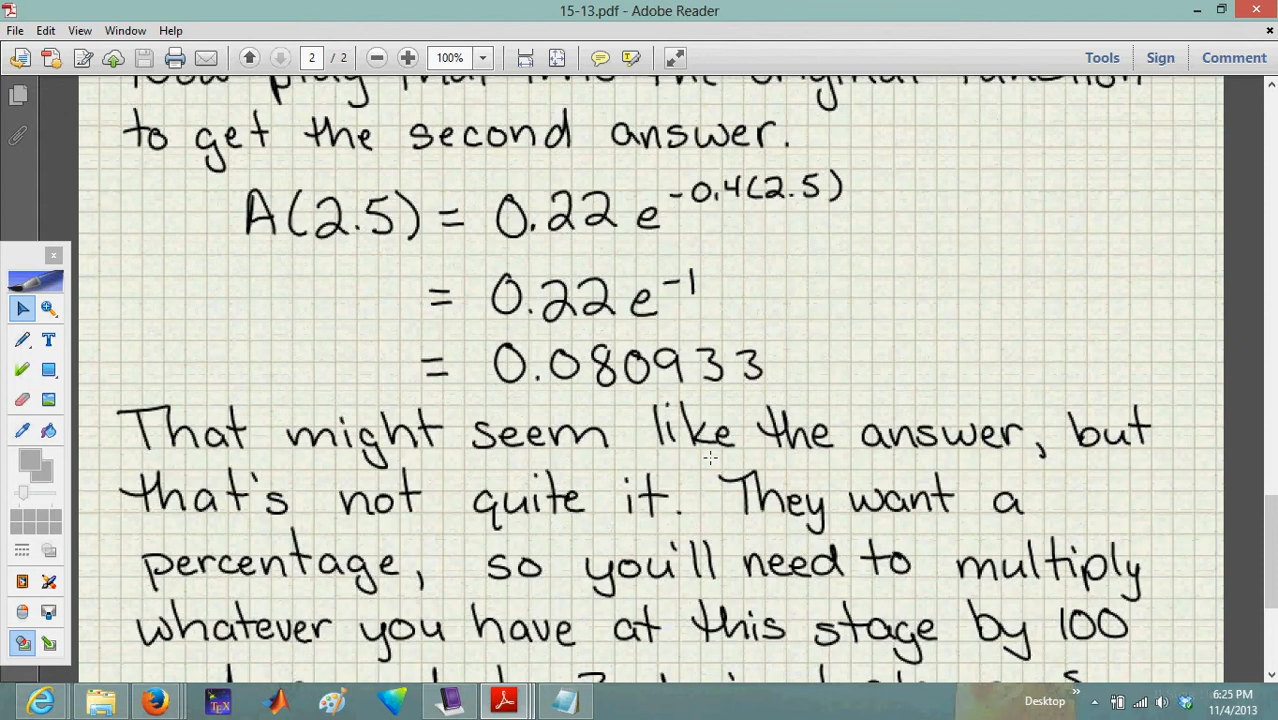 15-13.pdf - Adobe Reader
File Edit View Window Help
2 / 2 100% Tools Sign Comment
to get the second answer.
A(2.5) = 0.22 e^-0.4(2.5)
= 0.22 e^-1
= 0.080933
That might seem like the answer, but
that's not quite it. They want a
percentage, so you'll need to multiply
whatever you have at this stage by 100
Desktop 6:25 PM
11/4/2013